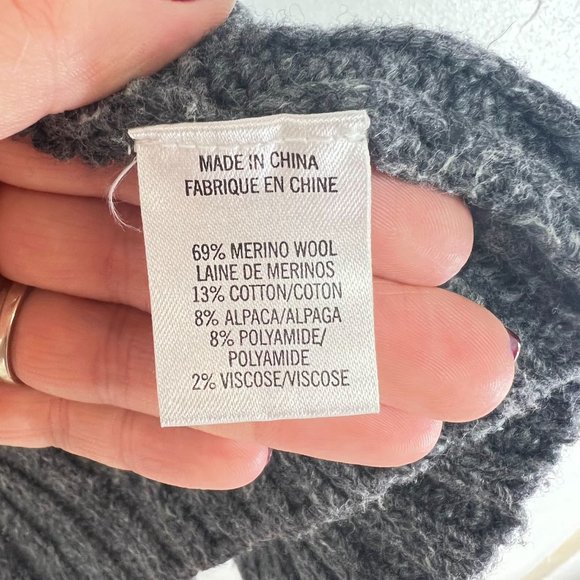 MADE IN CHINA
FABRIQUE EN CHINE
69% MERINO WOOL
LAINE DE MERINOS
13% COTTON/COTON
8% ALPACA/ALPAGA
8% POLYAMIDE/
POLYAMIDE
2% VISCOSE/VISCOSE